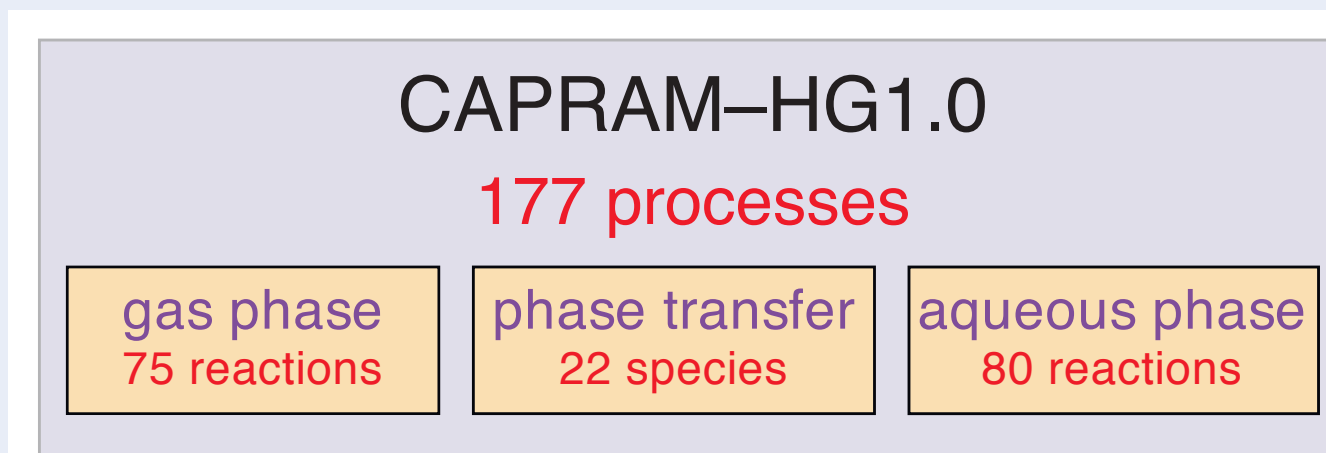 CAPRAM–HG1.0
177 processes
gas phase
75 reactions
phase transfer
22 species
aqueous phase
80 reactions